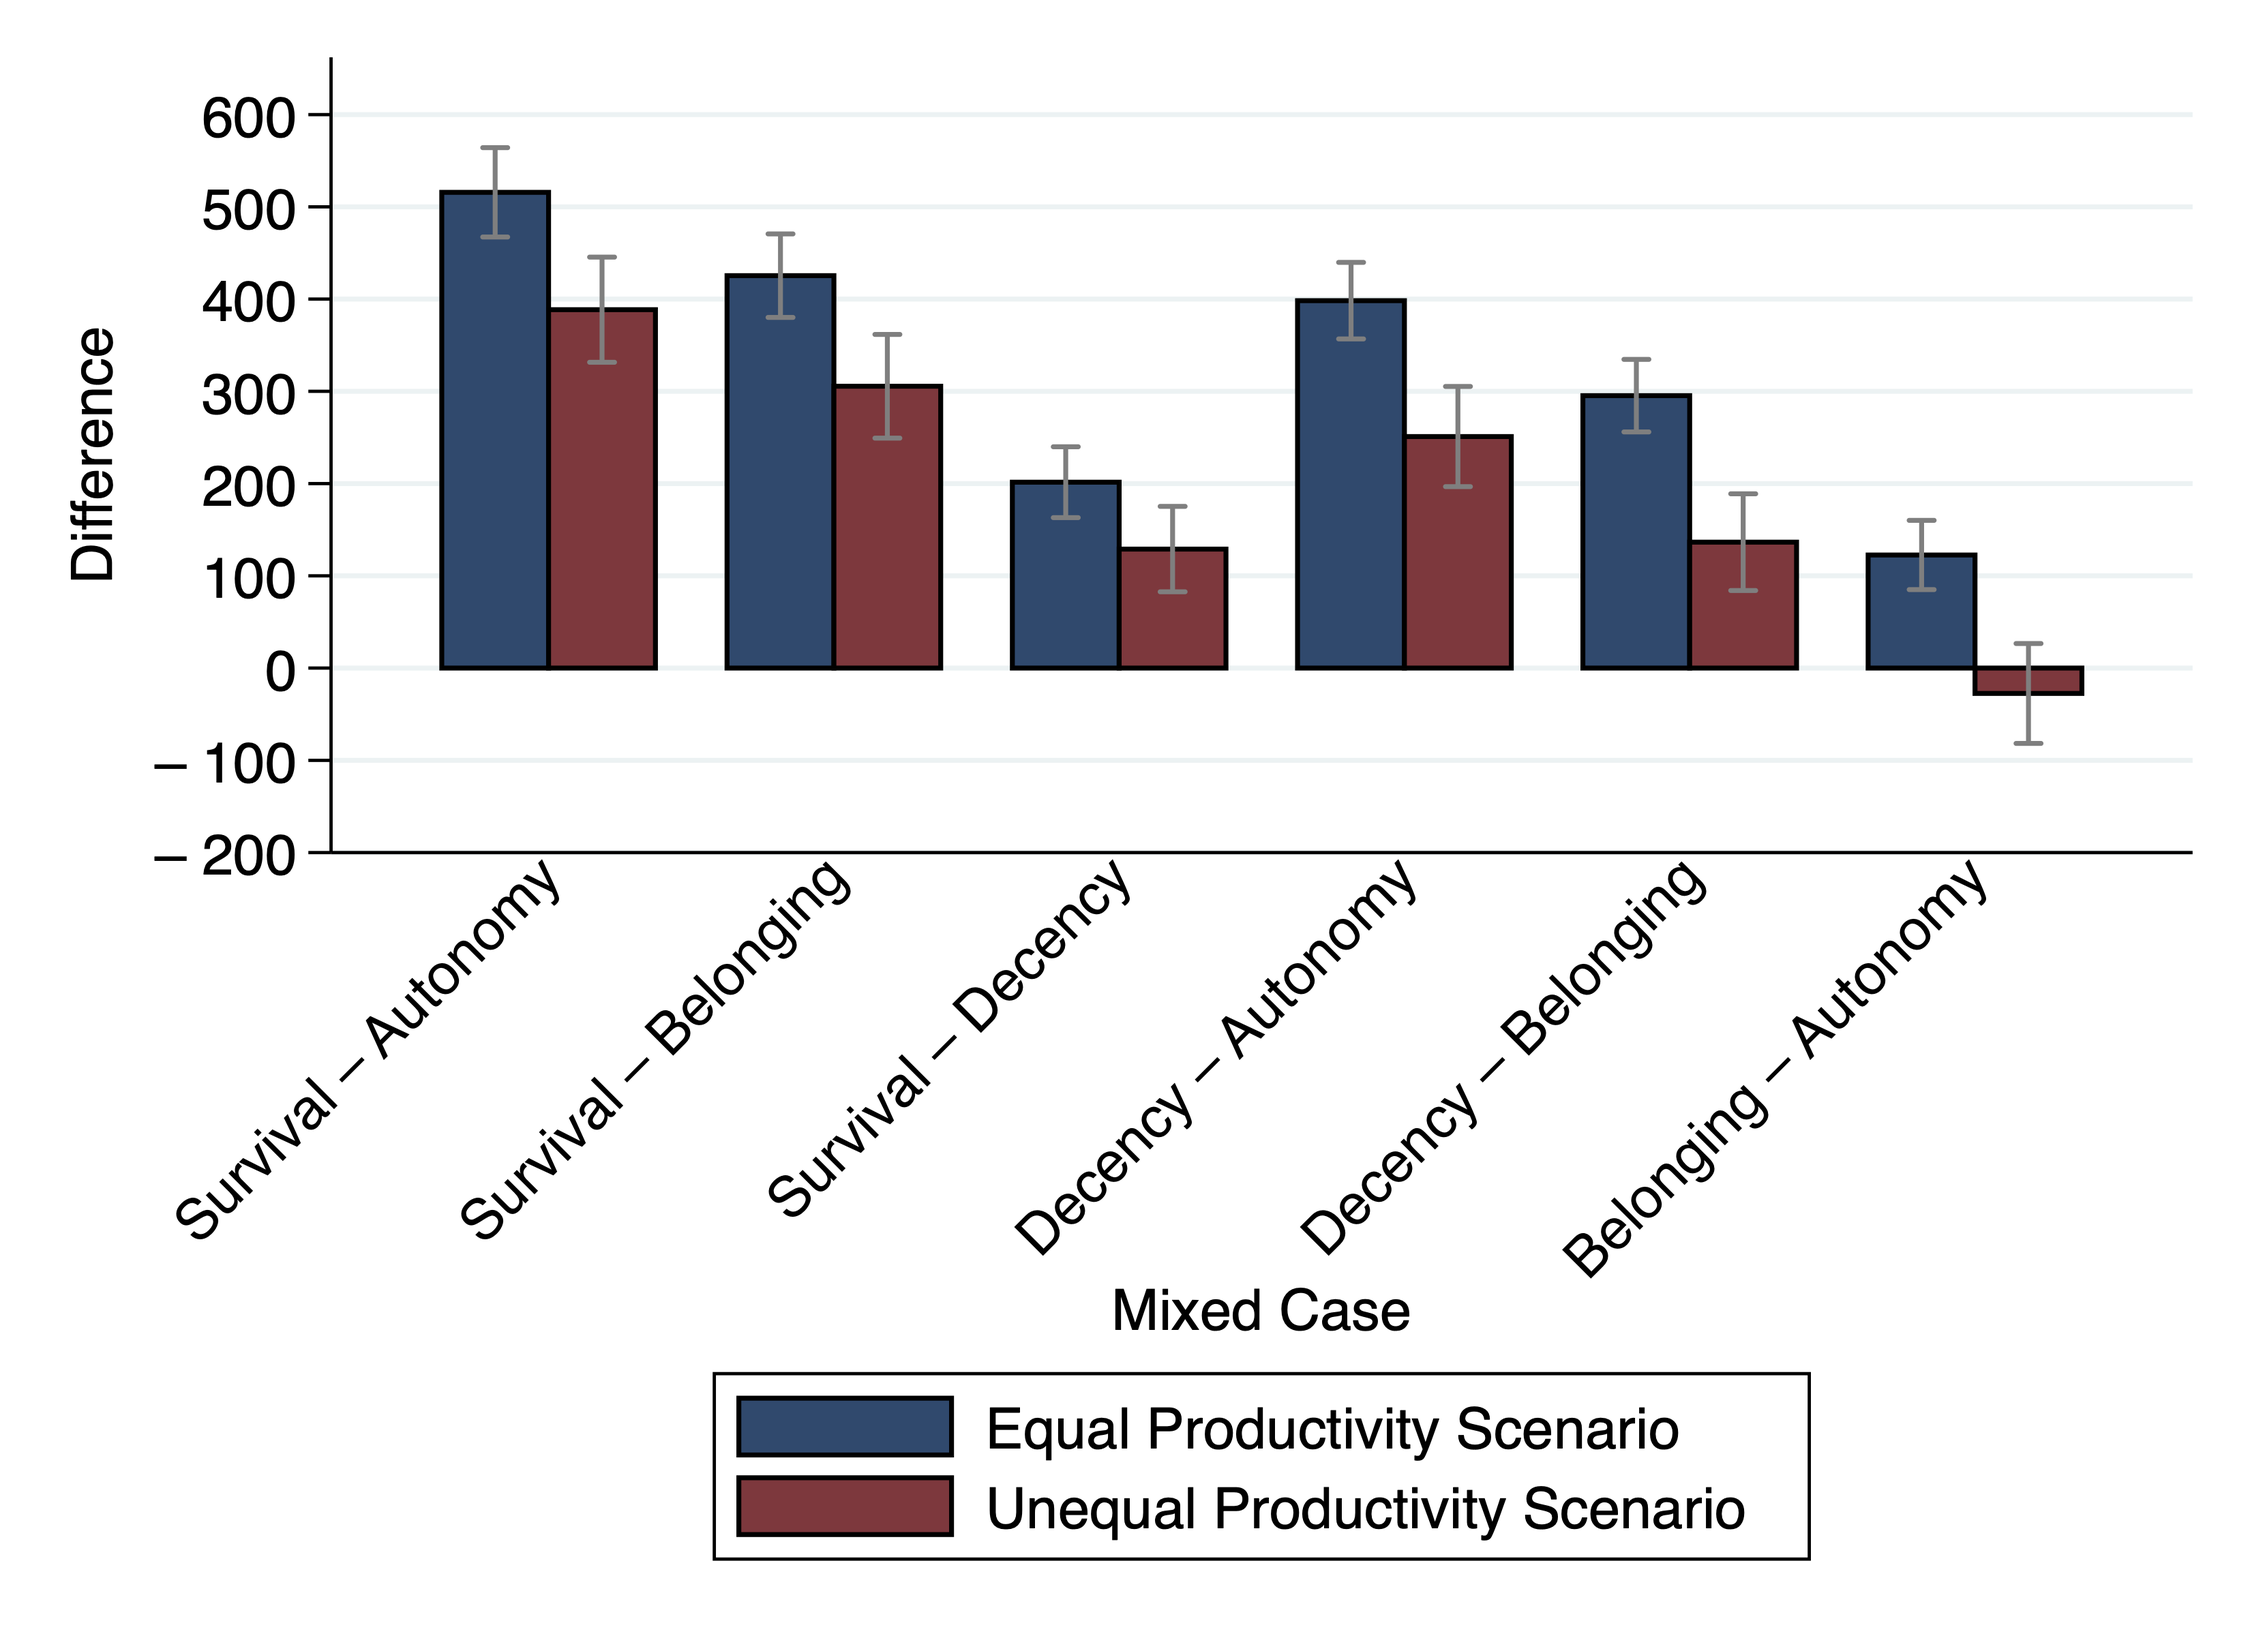 Difference
600
500
400
300
200
100
0
– 100
– 200
Survival – Autonomy
Survival – Belonging
Survival – Decency
Decency – Autonomy
Decency – Belonging
Belonging – Autonomy
Mixed Case
Equal Productivity Scenario
Unequal Productivity Scenario